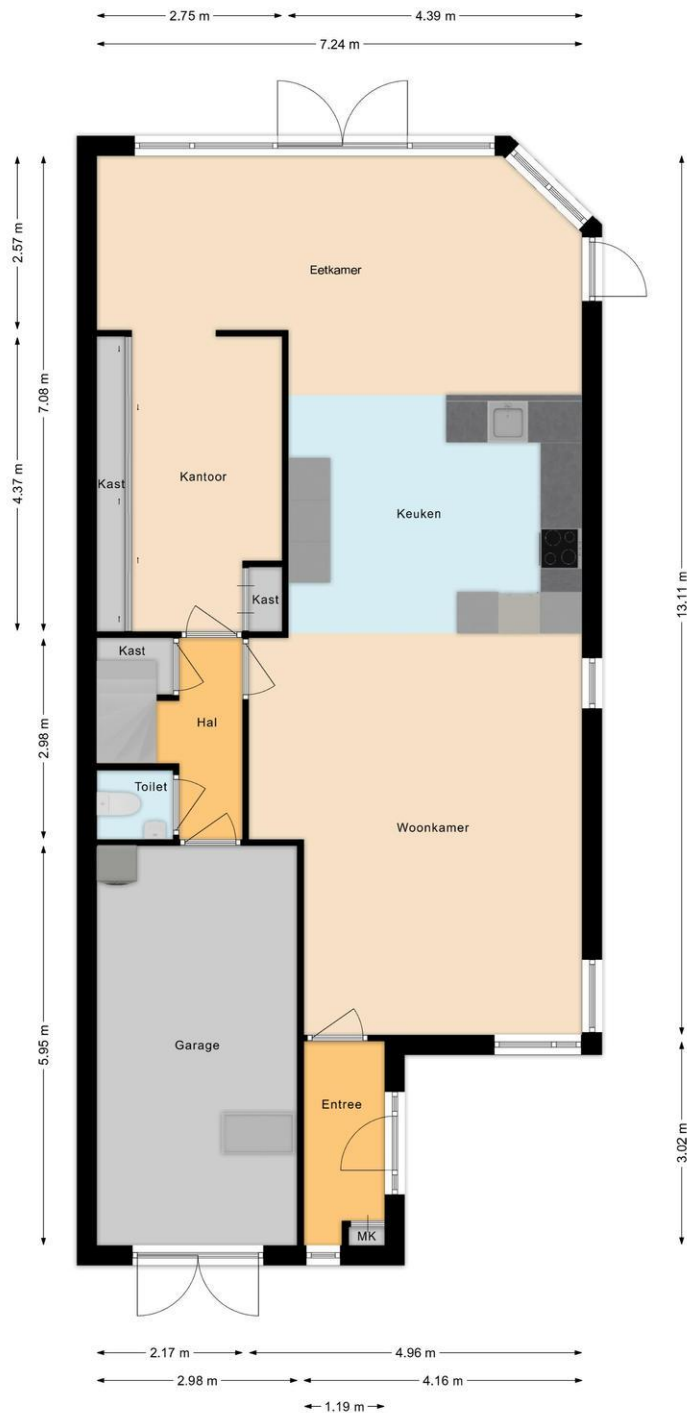 2.75 m
4.39 m
7.24 m
2.57 m
7.08 m
4.37 m
2.98 m
5.95 m
13.11 m
3.02 m
Eetkamer
Kast
Kantoor
Keuken
Kast
Kast
Hal
Toilet
Woonkamer
Garage
Entree
MK
2.17 m
4.96 m
2.98 m
4.16 m
1.19 m